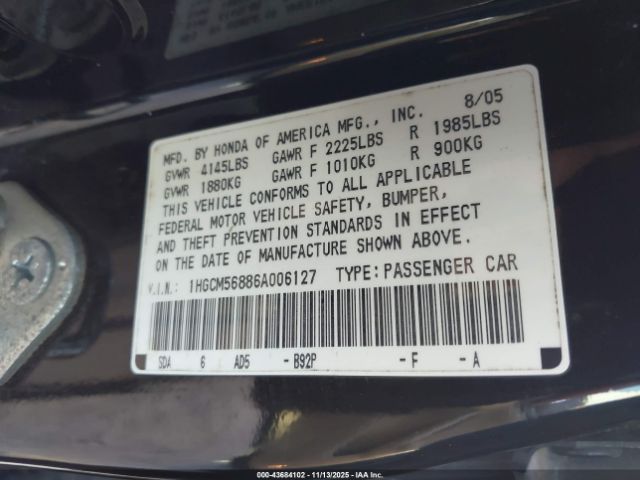 MFD. BY HONDA OF AMERICA MFG., INC. 8/05
GVWR 4145LBS GAWR F 2225LBS R 1985LBS
GVWR 1880KG GAWR F 1010KG R 900KG
THIS VEHICLE CONFORMS TO ALL APPLICABLE
FEDERAL MOTOR VEHICLE SAFETY, BUMPER,
AND THEFT PREVENTION STANDARDS IN EFFECT
ON THE DATE OF MANUFACTURE SHOWN ABOVE.
V.I.N.: 1HGCM56886A006127 TYPE: PASSENGER CAR
SDA 6 AD5 -B92P -F -A
00-43684102 - 11/13/2025 - IAA Inc.